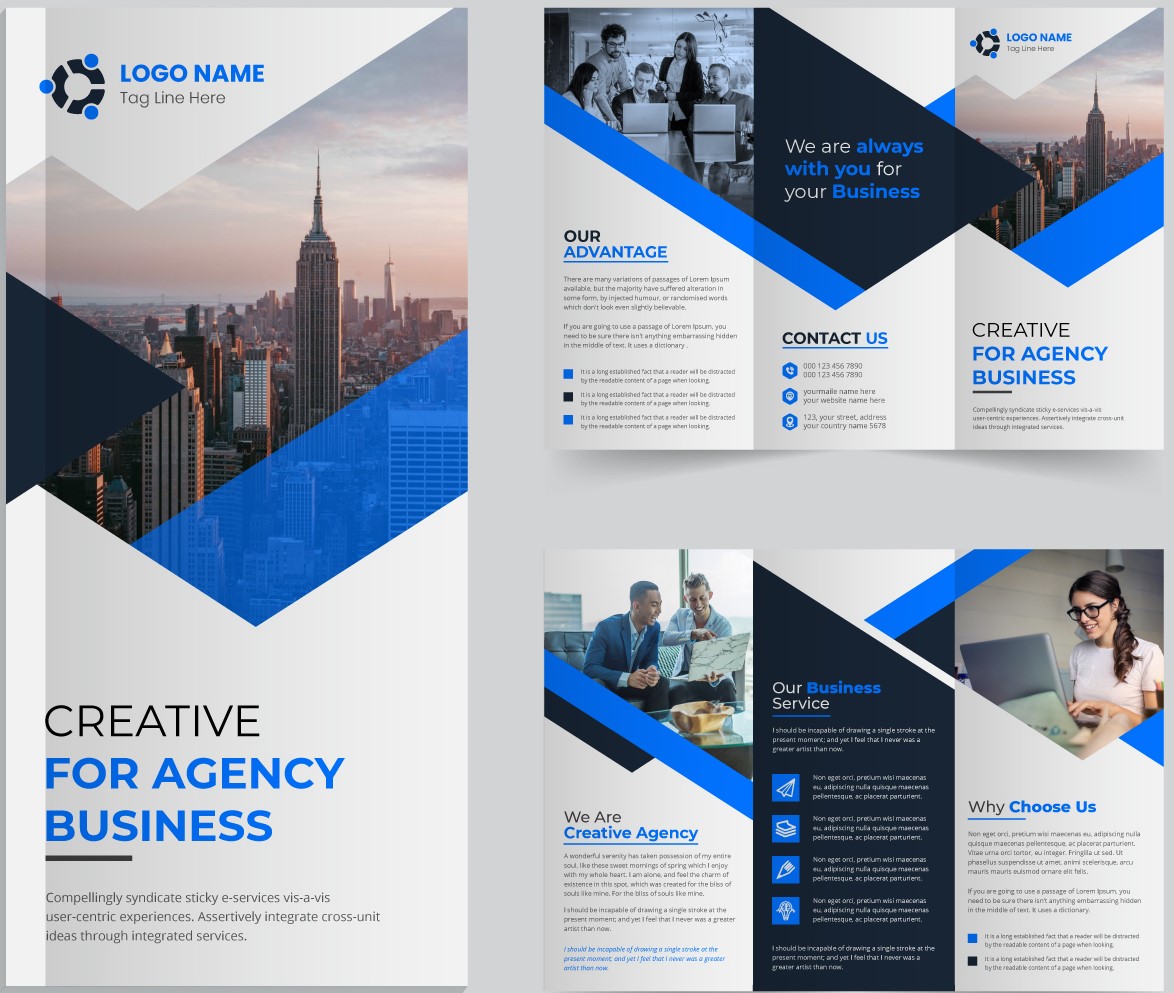 LOGO NAME
Tag Line Here
CREATIVE
FOR AGENCY
BUSINESS
Compellingly syndicate sticky e-services vis-a-vis
user-centric experiences. Assertively integrate cross-unit
ideas through integrated services.
OUR
ADVANTAGE
There are many variations of passages of Lorem Ipsum
available, but the majority have suffered alteration in
some form, by injected humour, or randomised words
which don't look even slightly believable.
If you are going to use a passage of Lorem Ipsum, you
need to be sure there isn't anything embarrassing hidden
in the middle of text. It uses a dictionary .
It is a long established fact that a reader will be distracted
by the readable content of a page when looking.
It is a long established fact that a reader will be distracted
by the readable content of a page when looking.
It is a long established fact that a reader will be distracted
by the readable content of a page when looking.
We are always
with you for
your Business
CONTACT US
000 123 456 7890
000 123 456 7890
yourmaile name here
your website name here
123, your street, address
your country name 5678
LOGO NAME
Tag Line Here
CREATIVE
FOR AGENCY
BUSINESS
Compellingly syndicate sticky e-services vis-a-vis
user-centric experiences. Assertively integrate cross-unit
ideas through integrated services.
We Are
Creative Agency
A wonderful serenity has taken possession of my entire
soul, like these sweet mornings of spring which I enjoy
with my whole heart. I am alone, and feel the charm of
existence in this spot, which was created for the bliss of
souls like mine. For the bliss of souls like mine.
I should be incapable of drawing a single stroke at the
present moment; and yet I feel that I never was a greater
artist than now.
I should be incapable of drawing a single stroke at the
present moment; and yet I feel that I never was a greater
artist than now.
Our Business
Service
I should be incapable of drawing a single stroke at the
present moment; and yet I feel that I never was a
greater artist than now.
Non eget orci, pretium wisi maecenas
eu, adipiscing nulla quisque maecenas
pellentesque, ac placerat parturient.
Non eget orci, pretium wisi maecenas
eu, adipiscing nulla quisque maecenas
pellentesque, ac placerat parturient.
Non eget orci, pretium wisi maecenas
eu, adipiscing nulla quisque maecenas
pellentesque, ac placerat parturient.
Non eget orci, pretium wisi maecenas
eu, adipiscing nulla quisque maecenas
pellentesque, ac placerat parturient.
I should be incapable of drawing a single stroke at the
present moment; and yet I feel that I never was a
greater artist than now.
Why Choose Us
Non eget orci, pretium wisi maecenas, adipiscing nulla
quisque maecenas pellentesque, ac placerat parturient.
Vitae urna orci tortor, eu integer. Fringilla ut sed. Ut
phasellus suspendisse ut amet, animi scelerisque, arcu
mauris mauris euismod ornare elit felis.
If you are going to use a passage of Lorem Ipsum, you
need to be sure there isn't anything embarrassing hidden
in the middle of text. It uses a dictionary.
It is a long established fact that a reader will be distracted
by the readable content of a page when looking.
It is a long established fact that a reader will be distracted
by the readable content of a page when looking.